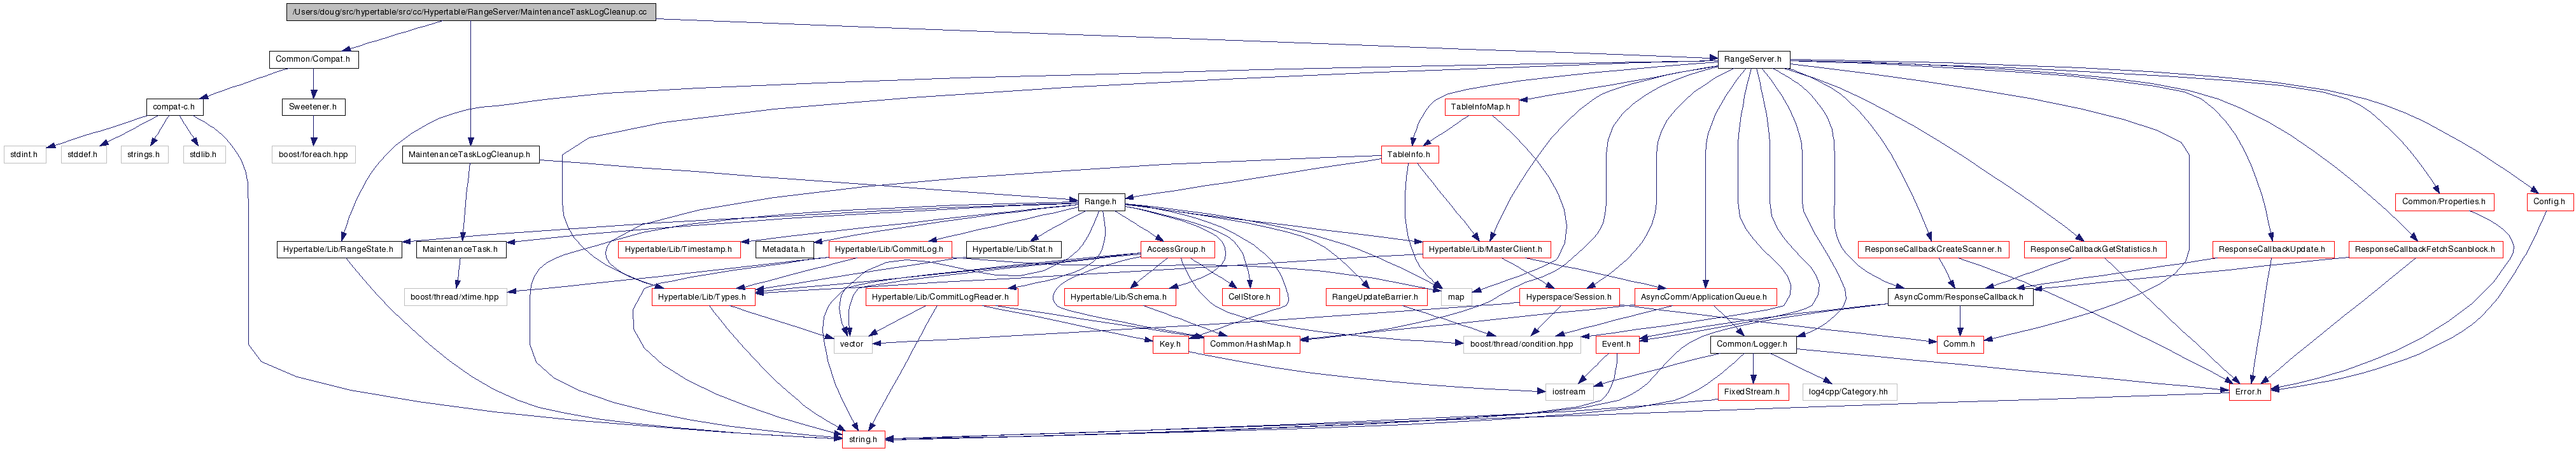 /Users/doug/src/hypertable/src/cc/Hypertable/RangeServer/MaintenanceTaskLogCleanup.cc
Common/Compat.h
RangeServer.h
compat-c.h
Sweetener.h
TableInfoMap.h
stdint.h
stddef.h
strings.h
stdlib.h
boost/foreach.hpp
MaintenanceTaskLogCleanup.h
TableInfo.h
Range.h
Common/Properties.h
Config.h
Hypertable/Lib/RangeState.h
MaintenanceTask.h
Hypertable/Lib/Timestamp.h
Metadata.h
Hypertable/Lib/CommitLog.h
Hypertable/Lib/Stat.h
AccessGroup.h
Hypertable/Lib/MasterClient.h
ResponseCallbackCreateScanner.h
ResponseCallbackGetStatistics.h
ResponseCallbackUpdate.h
ResponseCallbackFetchScanblock.h
boost/thread/xtime.hpp
Hypertable/Lib/Types.h
Hypertable/Lib/CommitLogReader.h
Hypertable/Lib/Schema.h
CellStore.h
RangeUpdateBarrier.h
map
Hyperspace/Session.h
AsyncComm/ApplicationQueue.h
AsyncComm/ResponseCallback.h
vector
Key.h
Common/HashMap.h
boost/thread/condition.hpp
Event.h
Common/Logger.h
Comm.h
iostream
FixedStream.h
log4cpp/Category.hh
Error.h
string.h